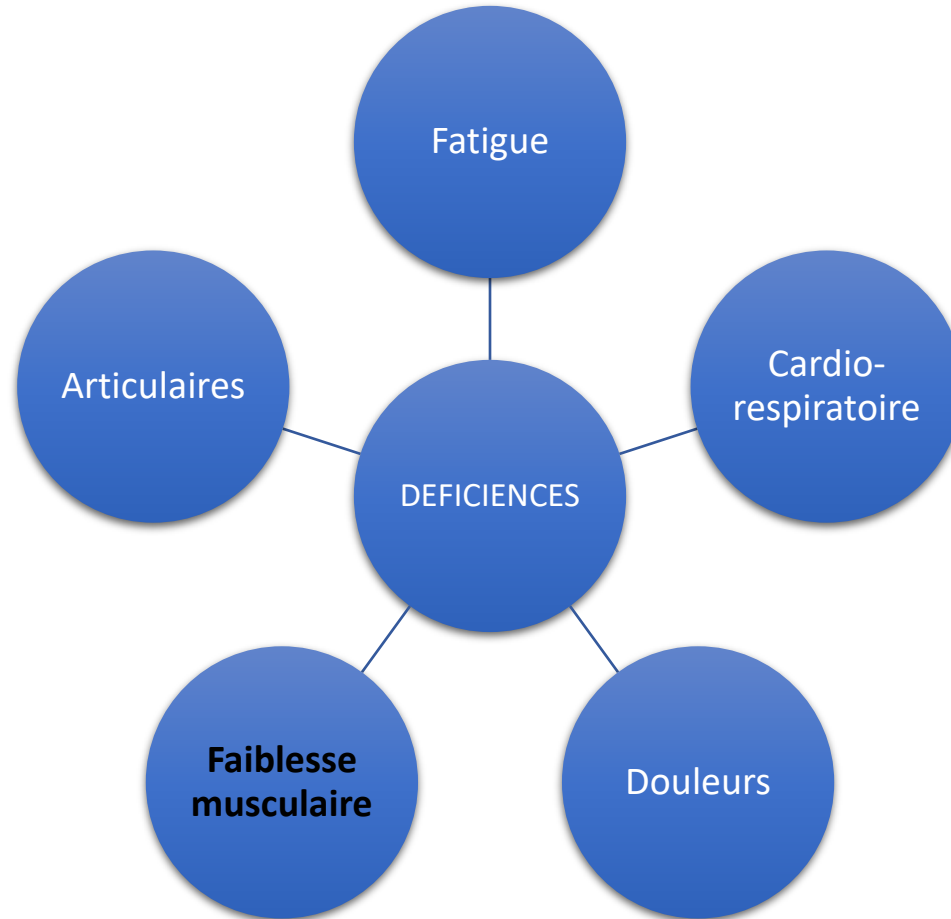 Fatigue
Articulaires
Cardio-
respiratoire
DEFICIENCES
Faiblesse
musculaire
Douleurs